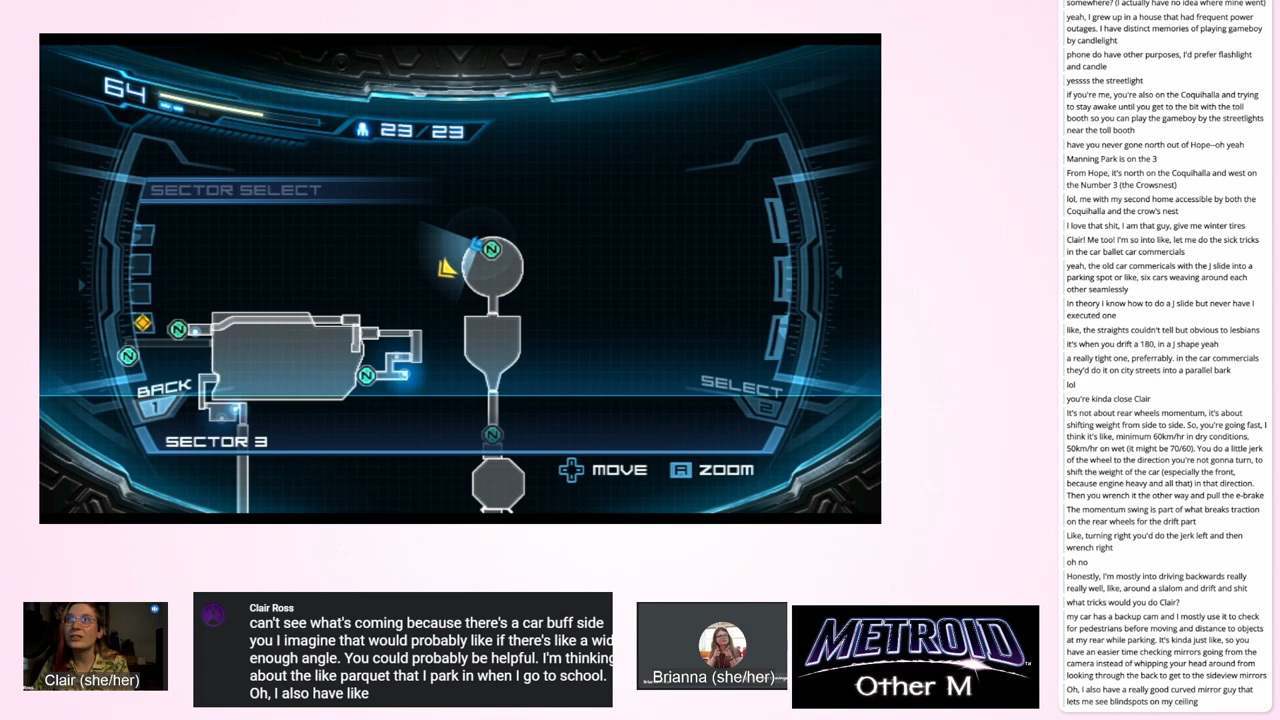 64
23 / 23
SECTOR SELECT
N
N
N
N
N
BACK
1
SELECT
2
SECTOR 3
MOVE
A ZOOM
Clair (she/her)
Clair Ross
can't see what's coming because there's a car buff side
you I imagine that would probably like if there's like a wid
enough angle. You could probably be helpful. I'm thinking
about the like parquet that I park in when I go to school.
Oh, I also have like
Brianna (she/her)
METROID
Other M
somewhere? (I actually have no idea where mine went)
yeah, I grew up in a house that had frequent power
outages. I have distinct memories of playing gameboy
by candlelight
phone do have other purposes, I'd prefer flashlight
and candle
yessss the streetlight
if you're me, you're also on the Coquihalla and trying
to stay awake until you get to the bit with the toll
booth so you can play the gameboy by the streetlights
near the toll booth
have you never gone north out of Hope--oh yeah
Manning Park is on the 3
From Hope, it's north on the Coquihalla and west on
the Number 3 (the Crowsnest)
lol, me with my second home accessible by both the
Coquihalla and the crow's nest
I love that shit, I am that guy, give me winter tires
Clair! Me too! I'm so into like, let me do the sick tricks
in the car ballet car commercials
yeah, the old car commericals with the J slide into a
parking spot or like, six cars weaving around each
other seamlessly
In theory I know how to do a J slide but never have I
executed one
like, the straights couldn't tell but obvious to lesbians
it's when you drift a 180, in a J shape yeah
a really tight one, preferrably. in the car commercials
they'd do it on city streets into a parallel bark
lol
you're kinda close Clair
It's not about rear wheels momentum, it's about
shifting weight from side to side. So, you're going fast, I
think it's like, minimum 60km/hr in dry conditions,
50km/hr on wet (it might be 70/60). You do a little jerk
of the wheel to the direction you're not gonna turn, to
shift the weight of the car (especially the front,
because engine heavy and all that) in that direction.
Then you wrench it the other way and pull the e-brake
The momentum swing is part of what breaks traction
on the rear wheels for the drift part
Like, turning right you'd do the jerk left and then
wrench right
oh no
Honestly, I'm mostly into driving backwards really
really well, like, around a slalom and drift and shit
what tricks would you do Clair?
my car has a backup cam and I mostly use it to check
for pedestrians before moving and distance to objects
at my rear while parking. It's kinda just like, so you
have an easier time checking mirrors going from the
camera instead of whipping your head around from
looking through the back to get to the sideview mirrors
Oh, I also have a really good curved mirror guy that
lets me see blindspots on my ceiling